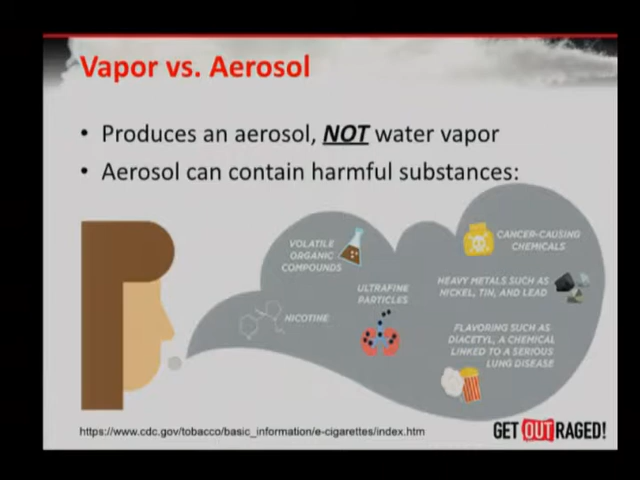 Vapor vs. Aerosol
• Produces an aerosol, NOT water vapor
• Aerosol can contain harmful substances:
VOLATILE
ORGANIC
COMPOUNDS
CANCER-CAUSING
CHEMICALS
ULTRAFINE
PARTICLES
HEAVY METALS SUCH AS
NICKEL, TIN, AND LEAD
NICOTINE
FLAVORING SUCH AS
DIACETYL, A CHEMICAL
LINKED TO A SERIOUS
LUNG DISEASE
https://www.cdc.gov/tobacco/basic_information/e-cigarettes/index.htm
GET OUTRAGED!